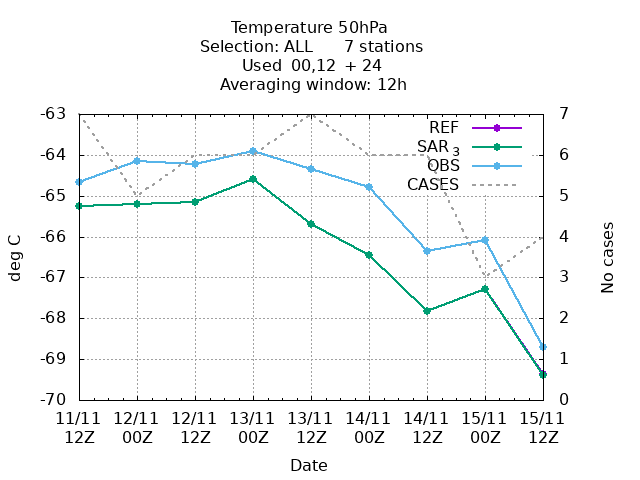 Temperature 50hPa
Selection: ALL 7 stations
Used 00,12 + 24
Averaging window: 12h
-63
-64
-65
-66
-67
-68
-69
-70
7
6
5
4
3
2
1
0
REF
SAR 3
OBS
CASES
deg C
No cases
11/11 12/11 12/11 13/11 13/11 14/11 14/11 15/11 15/11
12Z 00Z 12Z 00Z 12Z 00Z 12Z 00Z 12Z
Date